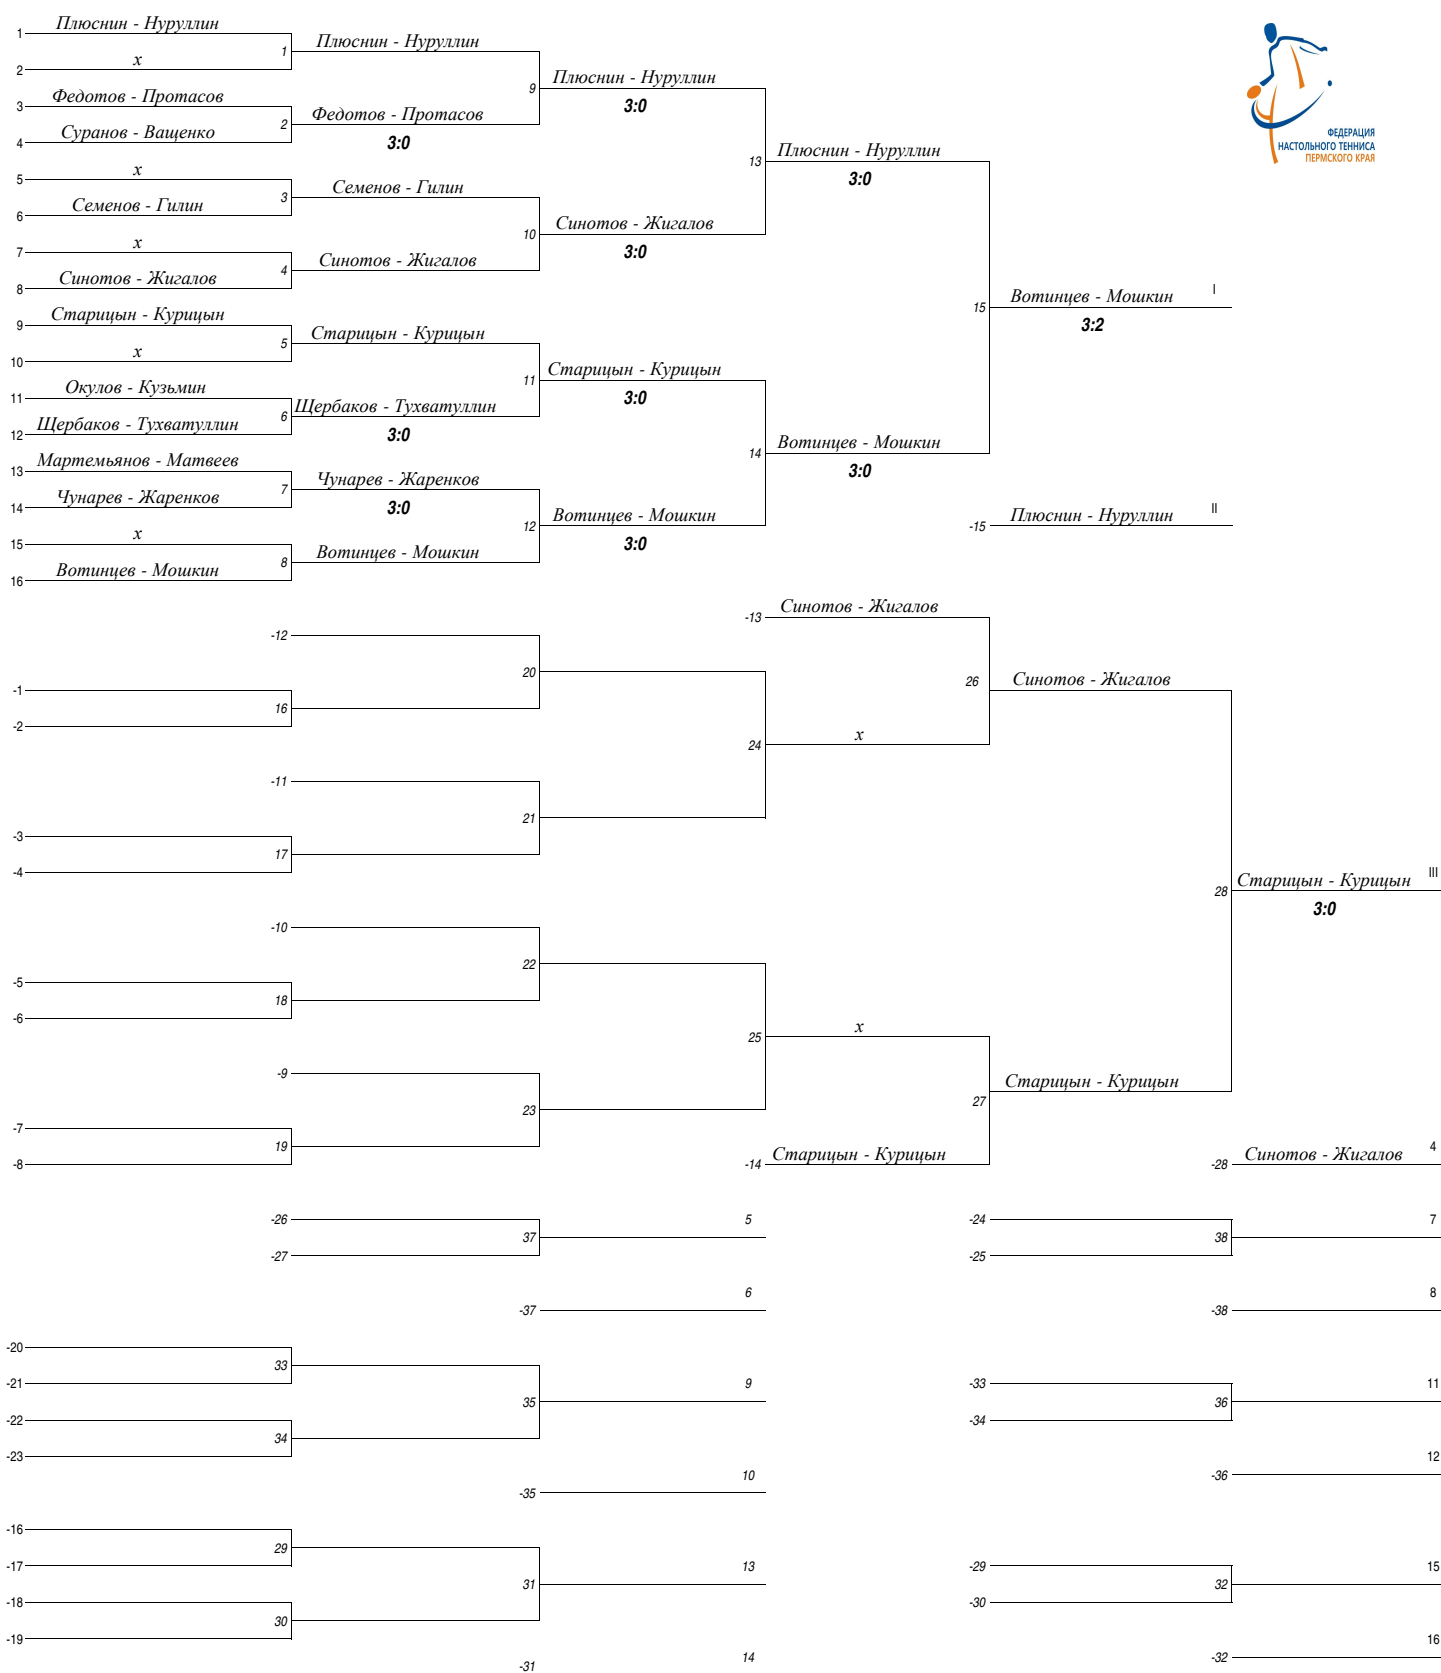 Плюснин - Нуруллин
1
Плюснин - Нуруллин
1
x
2
Плюснин - Нуруллин
9
3:0
Федотов - Протасов
3
Федотов - Протасов
2
3:0
Суранов - Ващенко
4
ФЕДЕРАЦИЯ
НАСТОЛЬНОГО ТЕННИСА
ПЕРМСКОГО КРАЯ
Плюснин - Нуруллин
13
3:0
x
5
Семенов - Гилин
3
Семенов - Гилин
6
Синотов - Жигалов
10
3:0
x
7
Синотов - Жигалов
4
Синотов - Жигалов
8
Вотинцев - Мошкин
I
15
3:2
Старицын - Курицын
9
Старицын - Курицын
5
x
10
Старицын - Курицын
11
3:0
Окулов - Кузьмин
11
Щербаков - Тухватуллин
6
3:0
Щербаков - Тухватуллин
12
Вотинцев - Мошкин
14
3:0
Мартемьянов - Матвеев
13
Чунарев - Жаренков
7
3:0
Чунарев - Жаренков
14
Вотинцев - Мошкин
12
3:0
Плюснин - Нуруллин
II
-15
x
15
Вотинцев - Мошкин
8
Вотинцев - Мошкин
16
Синотов - Жигалов
-13
-12
20
Синотов - Жигалов
26
-1
16
-2
x
24
-11
21
-3
17
-4
Старицын - Курицын
III
28
3:0
-10
22
-5
18
-6
x
25
-9
Старицын - Курицын
27
23
-7
19
-8
Старицын - Курицын
-14
Синотов - Жигалов
4
-28
-26
5
-24
7
37
38
-27
-25
6
8
-37
-38
-20
33
-21
9
-33
11
35
36
-22
-34
34
-23
10
12
-35
-36
-16
29
-17
13
-29
15
31
32
-18
-30
30
-19
14
16
-31
-32